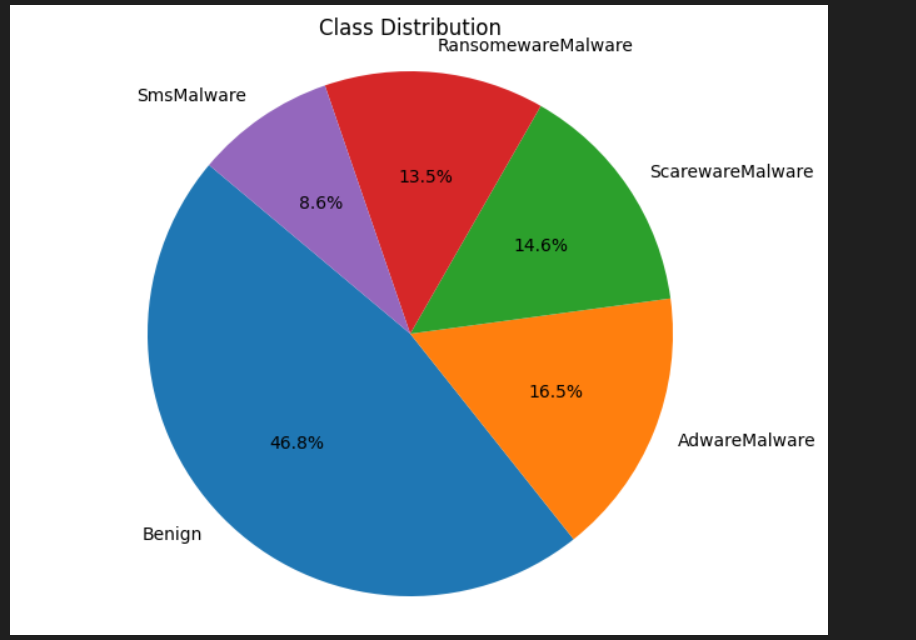 Class Distribution
RansomewareMalware
SmsMalware
ScarewareMalware
13.5%
8.6%
14.6%
16.5%
AdwareMalware
46.8%
Benign